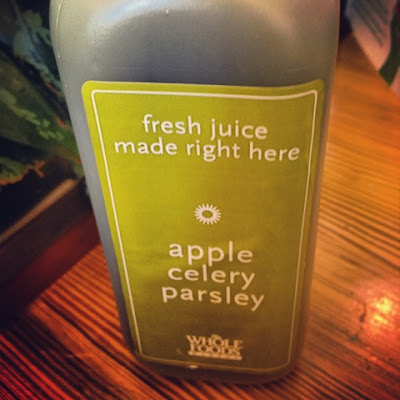 fresh juice
made right here
apple
celery
parsley
WHOLE
FOODS